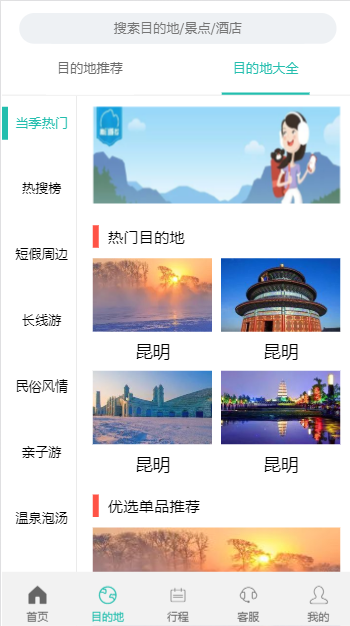 搜索目的地/景点/酒店
目的地推荐
目的地大全
当季热门
热搜榜
短假周边
长线游
民俗风情
亲子游
温泉泡汤
热门目的地
昆明
昆明
昆明
昆明
优选单品推荐
首页
目的地
行程
客服
我的